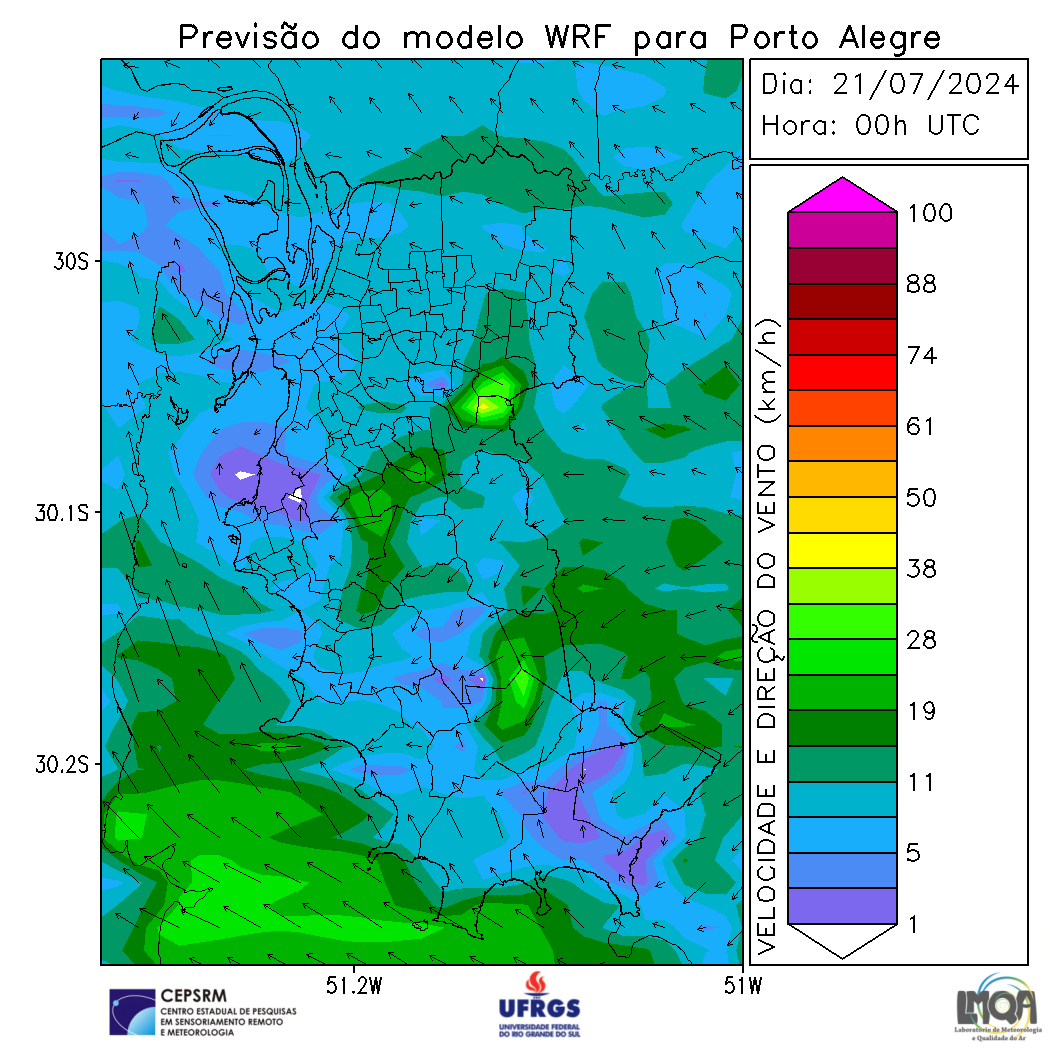 Previsão do modelo WRF para Porto Alegre
Dia: 21/07/2024
Hora: 00h UTC
30S
30.1S
30.2S
51.2W
51W
VELOCIDADE E DIREÇÃO DO VENTO (km/h)
100
88
74
61
50
38
28
19
11
5
1
CEPSRM
CENTRO ESTADUAL DE PESQUISAS
EM SENSORIAMENTO REMOTO
E METEOROLOGIA
UFRGS
UNIVERSIDADE FEDERAL
DO RIO GRANDE DO SUL
LMQA
Laboratório de Meteorologia
e Qualidade do Ar